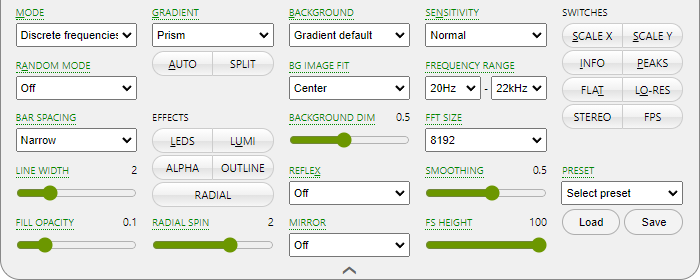 MODE GRADIENT BACKGROUND SENSITIVITY SWITCHES
Discrete frequencies Prism Gradient default Normal SCALE X SCALE Y
RANDOM MODE AUTO SPLIT BG IMAGE FIT FREQUENCY RANGE INFO PEAKS
Off Center 20Hz - 22kHz FLAT LO-RES
BAR SPACING EFFECTS BACKGROUND DIM 0.5 FFT SIZE STEREO FPS
Narrow LEDS LUMI 8192
LINE WIDTH 2 ALPHA OUTLINE REFLEX SMOOTHING 0.5 PRESET
RADIAL Off Select preset
FILL OPACITY 0.1 RADIAL SPIN 2 MIRROR FS HEIGHT 100 Load Save
Off